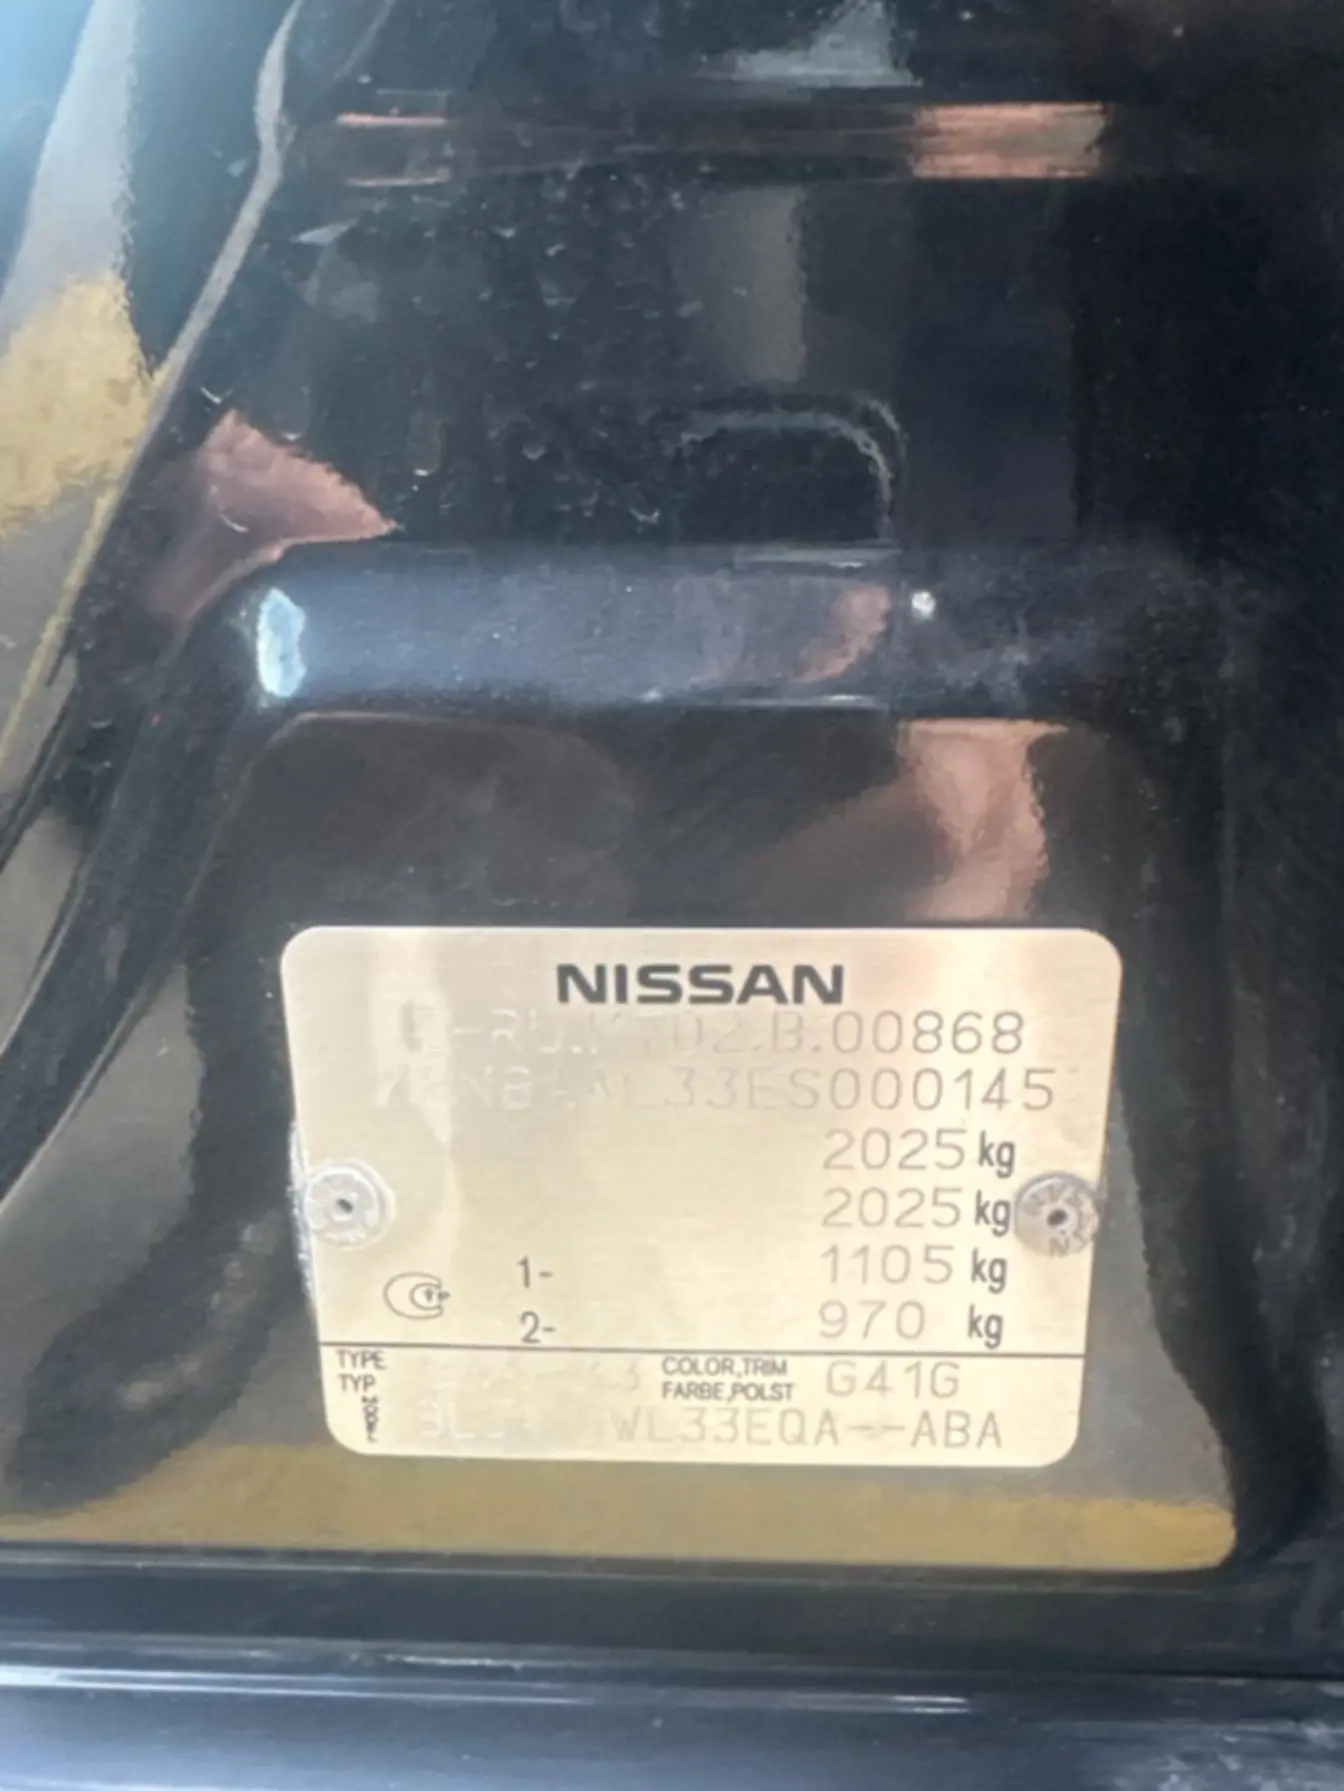 NISSAN
02.B.00868
L33ES000145
2025 kg
2025 kg
1- 1105 kg
2- 970 kg
TYPE COLOR,TRIM G41G
TYP FARBE,POLST
MODEL WL33EQA--ABA